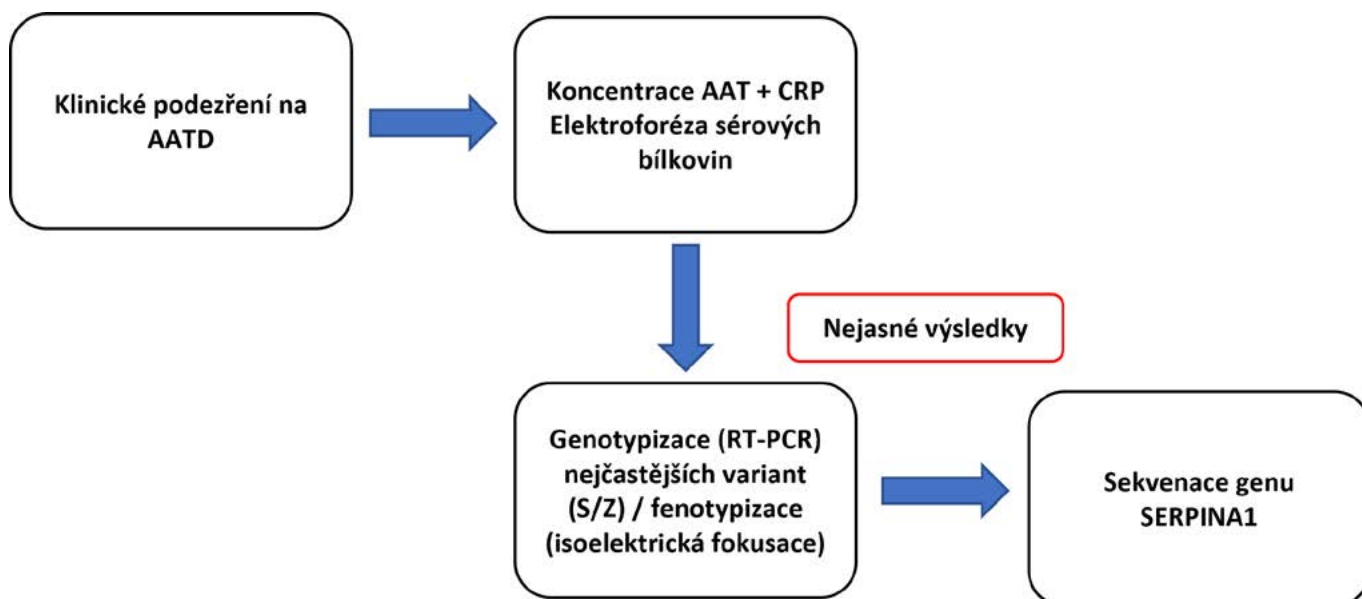 Klinické podezření na
AATD
Koncentrace AAT + CRP
Elektroforéza sérových
bílkovin
Nejasné výsledky
Genotypizace (RT-PCR)
nejčastějších variant
(S/Z) / fenotypizace
(isoelektrická fokusace)
Sekvenace genu
SERPINA1